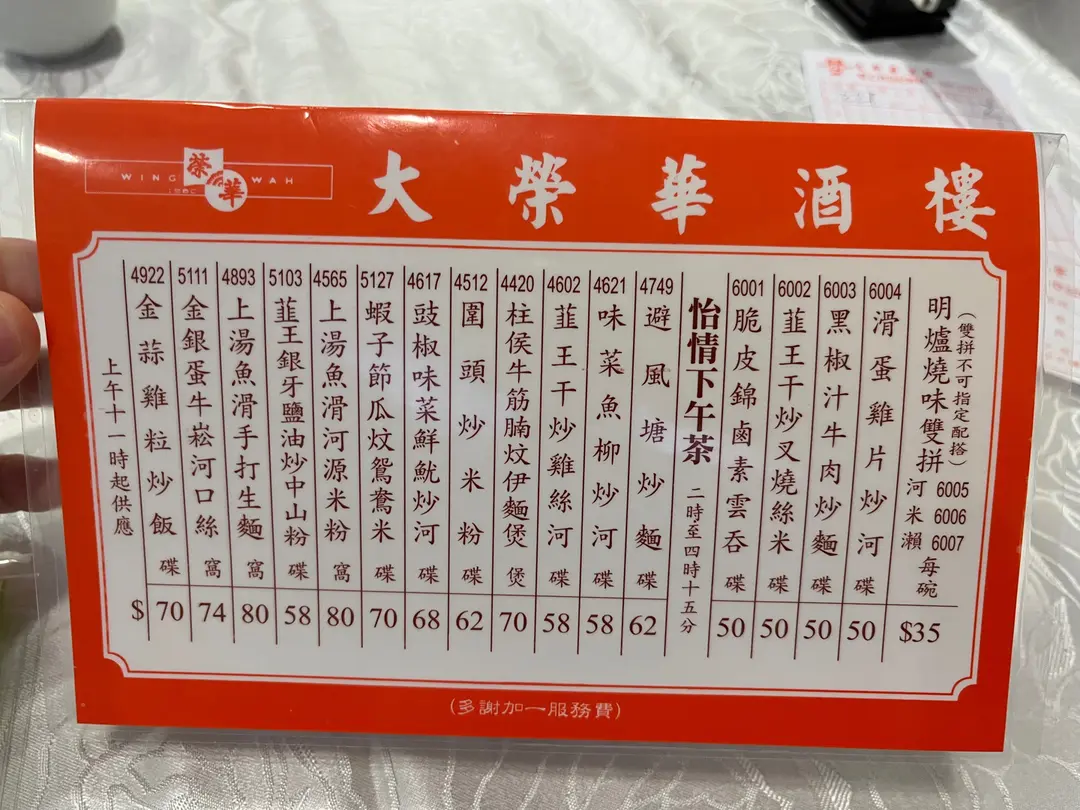 WING 榮華 WAH
大榮華酒樓
明爐燒味雙拼 (雙拼不可指定配搭) 河 6005 米 6006 瀨 6007 每碗 $35
6004 滑蛋雞片炒河 碟 50
6003 黑椒汁牛肉炒麵 碟 50
6002 韮王干炒叉燒絲米 碟 50
6001 脆皮錦鹵素雲吞 碟 50
怡情下午茶 二時至四時十五分
4749 避風塘炒麵 碟 62
4621 味菜魚柳炒河 碟 58
4602 韮王干炒雞絲河 碟 58
4420 柱侯牛筋腩炆伊麵煲 煲 70
4512 圍頭炒米粉 碟 62
4617 豉椒味菜鮮魷炒河 碟 68
5127 蝦子節瓜炆鴛鴦米 碟 70
4565 上湯魚滑河源米粉 窩 80
5103 韮王銀牙鹽油炒中山粉 碟 58
4893 上湯魚滑手打生麵 窩 80
5111 金銀蛋牛崧河口絲 窩 74
4922 金蒜雞粒炒飯 碟 70
上午十一時起供應 $
(多謝加一服務費)